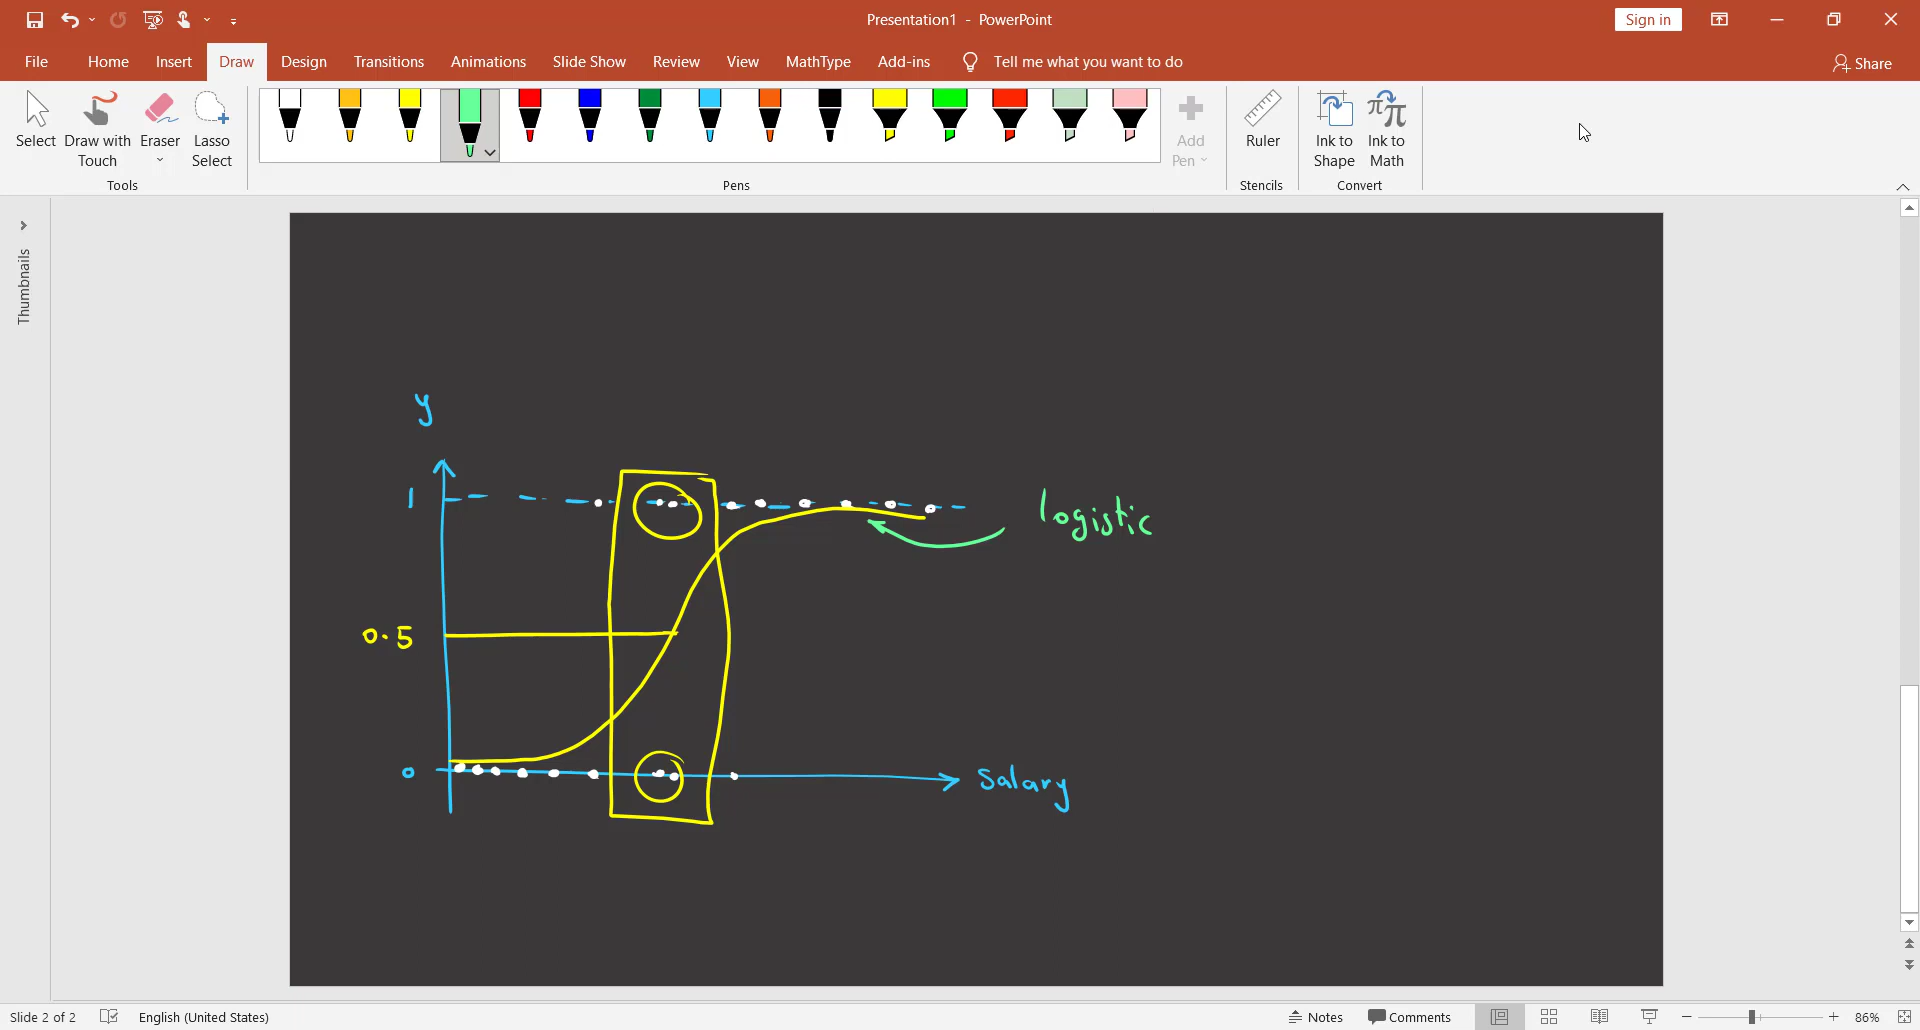 Presentation1 - PowerPoint
Sign in
File Home Insert Draw Design Transitions Animations Slide Show Review View MathType Add-ins Tell me what you want to do
Share
Select
Draw with Touch
Eraser
Lasso Select
Tools
Pens
Add Pen
Ruler
Stencils
Ink to Shape
Ink to Math
Convert
Thumbnails
y
1
logistic
0.5
0
Salary
Slide 2 of 2
English (United States)
Notes
Comments
86%